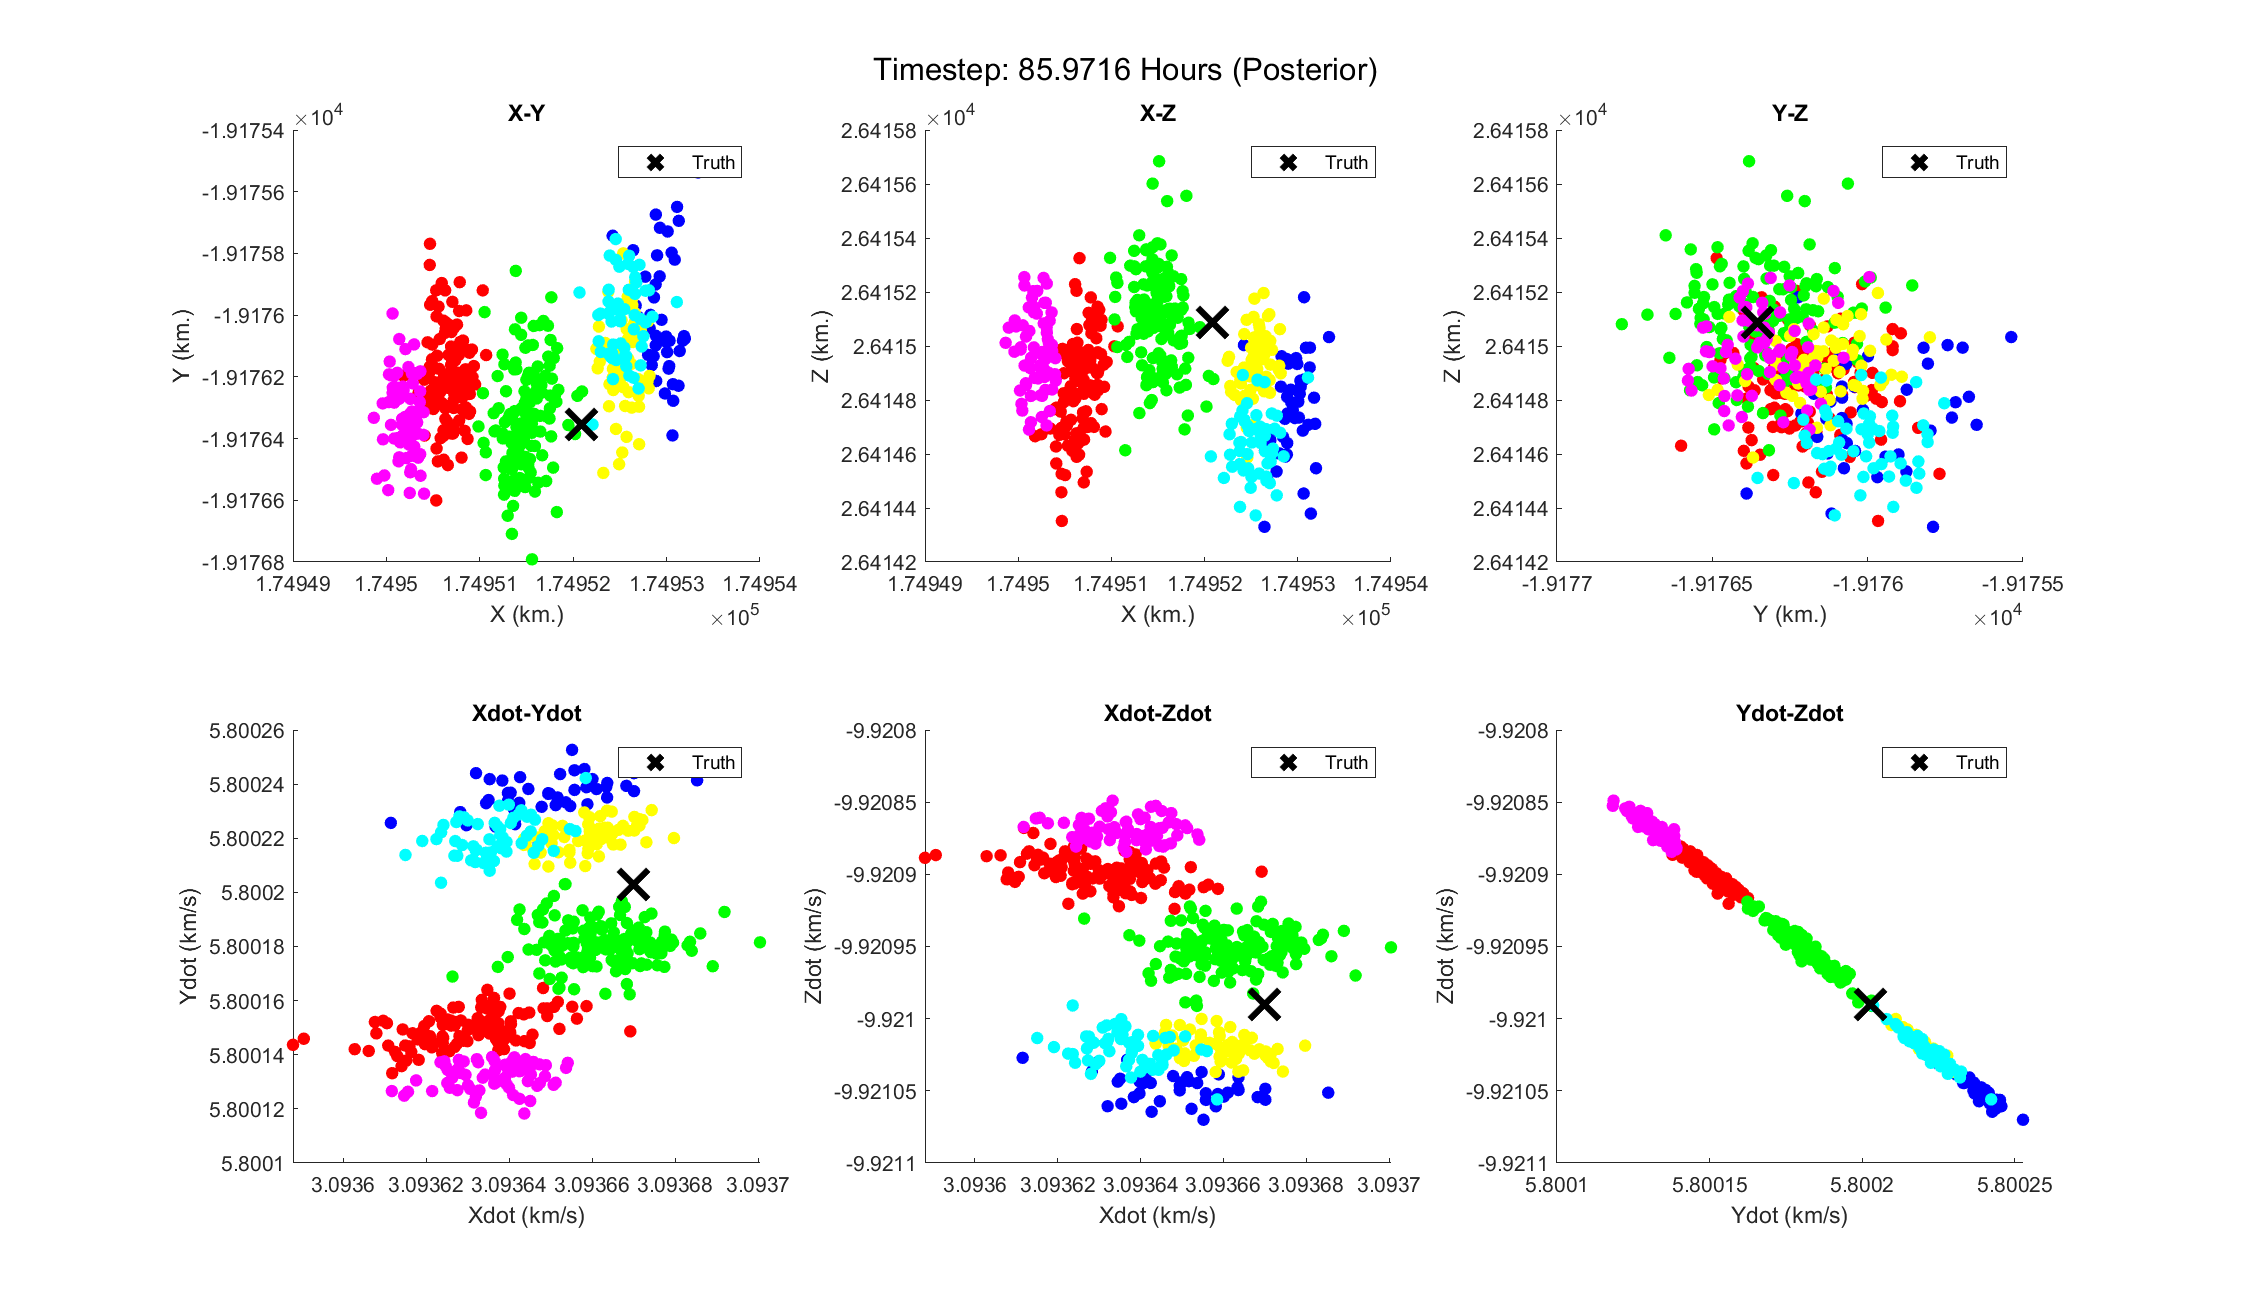 Timestep: 85.9716 Hours (Posterior)
X-Y
×10^4
-1.91754
-1.91756
-1.91758
-1.9176
-1.91762
-1.91764
-1.91766
-1.91768
Y (km.)
Truth
1.74949 1.7495 1.74951 1.74952 1.74953 1.74954
X (km.)
×10^5
X-Z
×10^4
2.64158
2.64156
2.64154
2.64152
2.6415
2.64148
2.64146
2.64144
2.64142
Z (km.)
Truth
1.74949 1.7495 1.74951 1.74952 1.74953 1.74954
X (km.)
×10^5
Y-Z
×10^4
2.64158
2.64156
2.64154
2.64152
2.6415
2.64148
2.64146
2.64144
2.64142
Z (km.)
Truth
-1.9177 -1.91765 -1.9176 -1.91755
Y (km.)
×10^4
Xdot-Ydot
5.80026
5.80024
5.80022
5.8002
5.80018
5.80016
5.80014
5.80012
5.8001
Ydot (km/s)
Truth
3.0936 3.09362 3.09364 3.09366 3.09368 3.0937
Xdot (km/s)
Xdot-Zdot
-9.9208
-9.92085
-9.9209
-9.92095
-9.921
-9.92105
-9.9211
Zdot (km/s)
Truth
3.0936 3.09362 3.09364 3.09366 3.09368 3.0937
Xdot (km/s)
Ydot-Zdot
-9.9208
-9.92085
-9.9209
-9.92095
-9.921
-9.92105
-9.9211
Zdot (km/s)
Truth
5.8001 5.80015 5.8002 5.80025
Ydot (km/s)